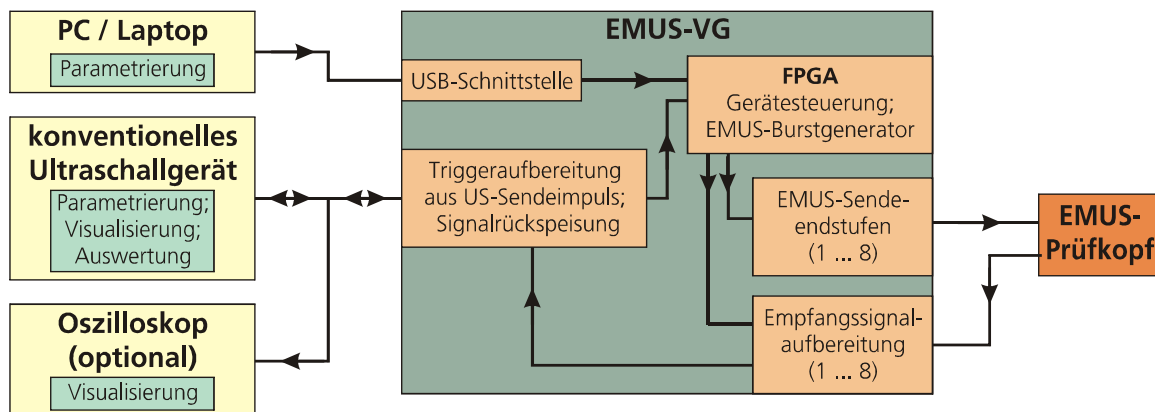 PC / Laptop
Parametrierung
konventionelles
Ultraschallgerät
Parametrierung;
Visualisierung;
Auswertung
Oszilloskop
(optional)
Visualisierung
EMUS-VG
USB-Schnittstelle
FPGA
Gerätesteuerung;
EMUS-Burstgenerator
Triggeraufbereitung
aus US-Sendeimpuls;
Signalrückspeisung
EMUS-Sende-
endstufen
(1 ... 8)
Empfangssignal-
aufbereitung
(1 ... 8)
EMUS-
Prüfkopf